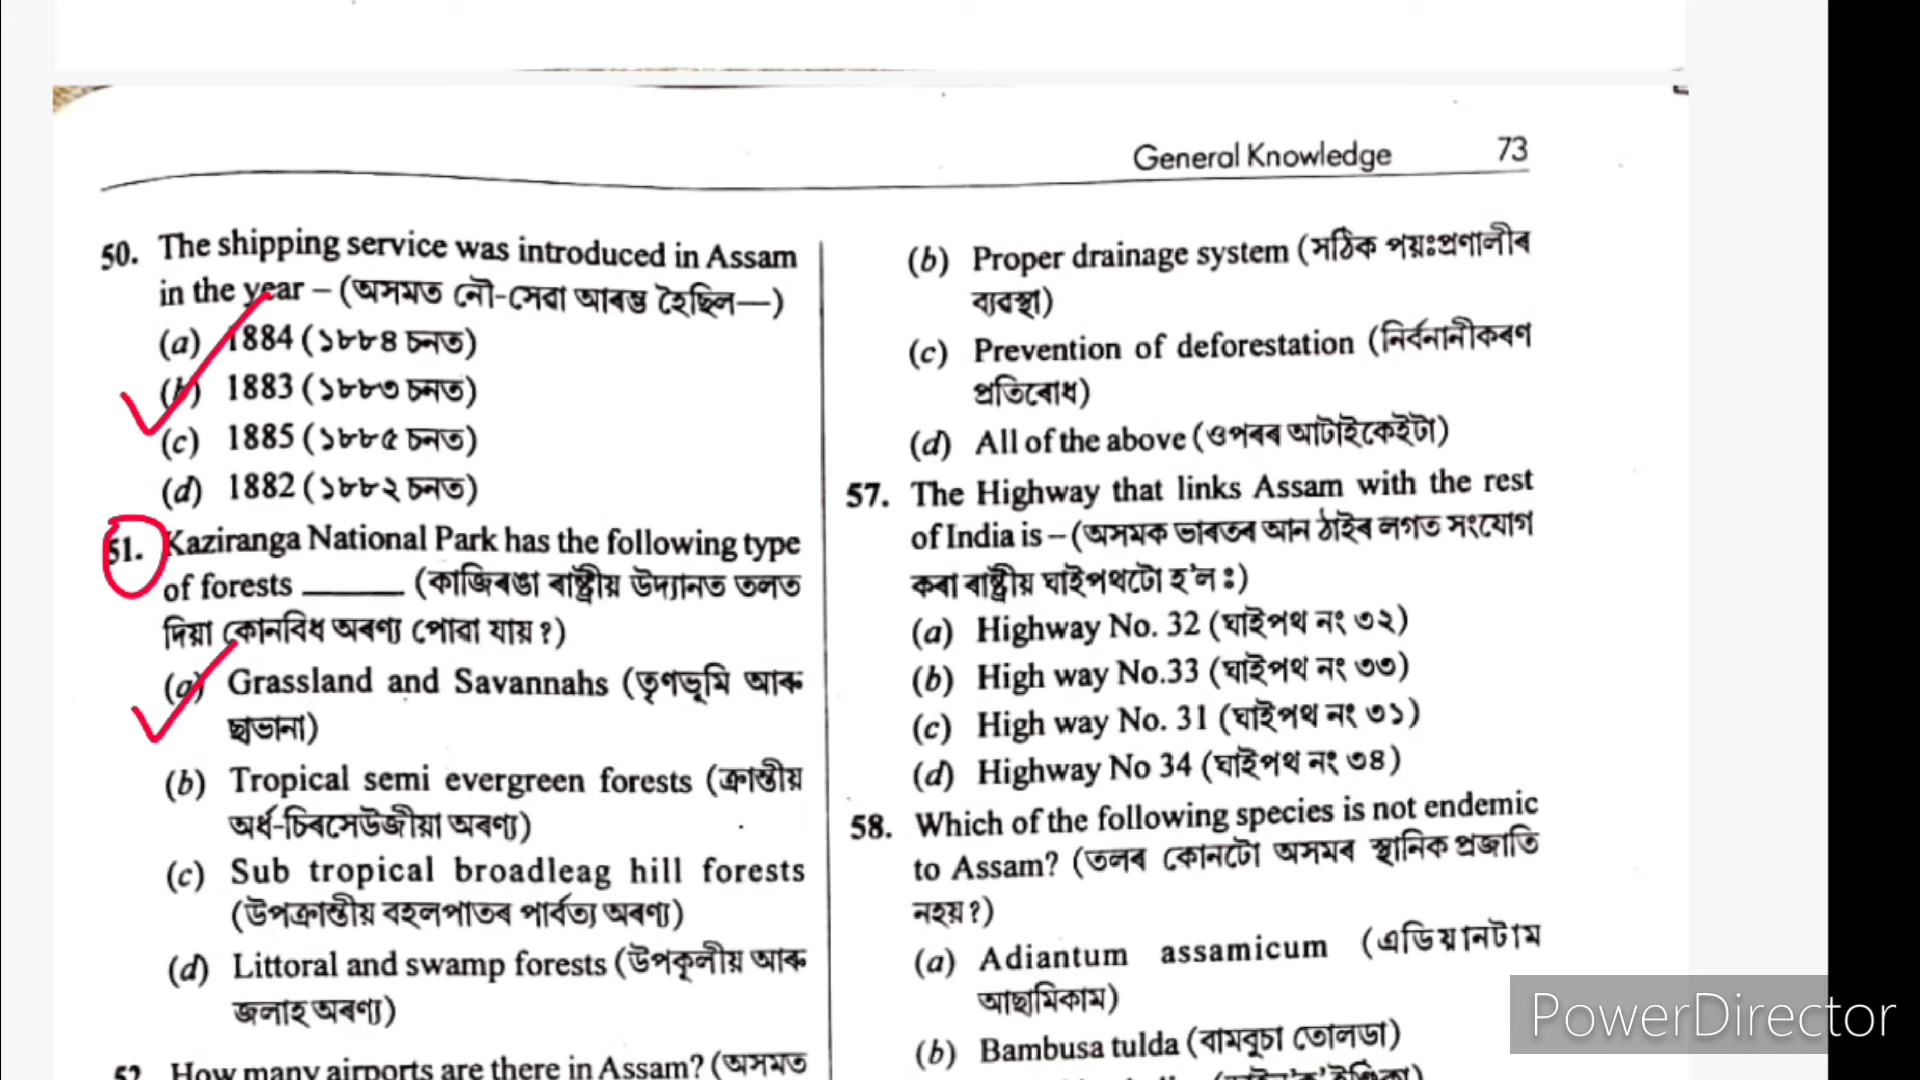 General Knowledge 73
50. The shipping service was introduced in Assam
in the year – (অসমত নৌ-সেৱা আৰম্ভ হৈছিল—)
(a) 1884 (১৮৮৪ চনত)
(b) 1883 (১৮৮৩ চনত)
(c) 1885 (১৮৮৫ চনত)
(d) 1882 (১৮৮২ চনত)
51. Kaziranga National Park has the following type
of forests ______ (কাজিৰঙা ৰাষ্ট্ৰীয় উদ্যানত তলত
দিয়া কোনবিধ অৰণ্য পোৱা যায় ?)
(a) Grassland and Savannahs (তৃণভূমি আৰু
ছাভানা)
(b) Tropical semi evergreen forests (ক্ৰান্তীয়
অৰ্ধ-চিৰসেউজীয়া অৰণ্য)
(c) Sub tropical broadleag hill forests
(উপক্ৰান্তীয় বহলপাতৰ পাৰ্বত্য অৰণ্য)
(d) Littoral and swamp forests (উপকূলীয় আৰু
জলাহ অৰণ্য)
52. How many airports are there in Assam? (অসমত
(b) Proper drainage system (সঠিক পয়ঃপ্ৰণালীৰ
ব্যৱস্থা)
(c) Prevention of deforestation (নিৰ্বনানীকৰণ
প্ৰতিৰোধ)
(d) All of the above (ওপৰৰ আটাইকেইটা)
57. The Highway that links Assam with the rest
of India is – (অসমক ভাৰতৰ আন ঠাইৰ লগত সংযোগ
কৰা ৰাষ্ট্ৰীয় ঘাইপথটো হ'ল ঃ)
(a) Highway No. 32 (ঘাইপথ নং ৩২)
(b) High way No.33 (ঘাইপথ নং ৩৩)
(c) High way No. 31 (ঘাইপথ নং ৩১)
(d) Highway No 34 (ঘাইপথ নং ৩৪)
58. Which of the following species is not endemic
to Assam? (তলৰ কোনটো অসমৰ স্থানিক প্ৰজাতি
নহয় ?)
(a) Adiantum assamicum (এডিয়ানটাম
আছামিকাম)
(b) Bambusa tulda (বামবুচা তোলডা)
PowerDirector